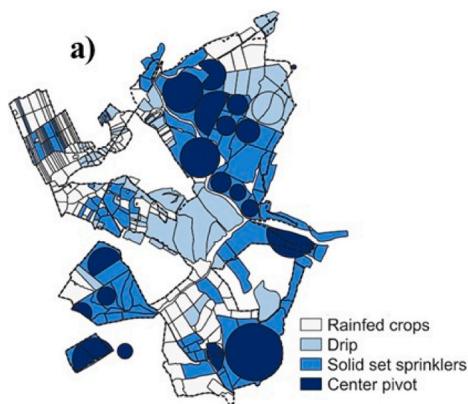 a)
Rainfed crops
Drip
Solid set sprinklers
Center pivot